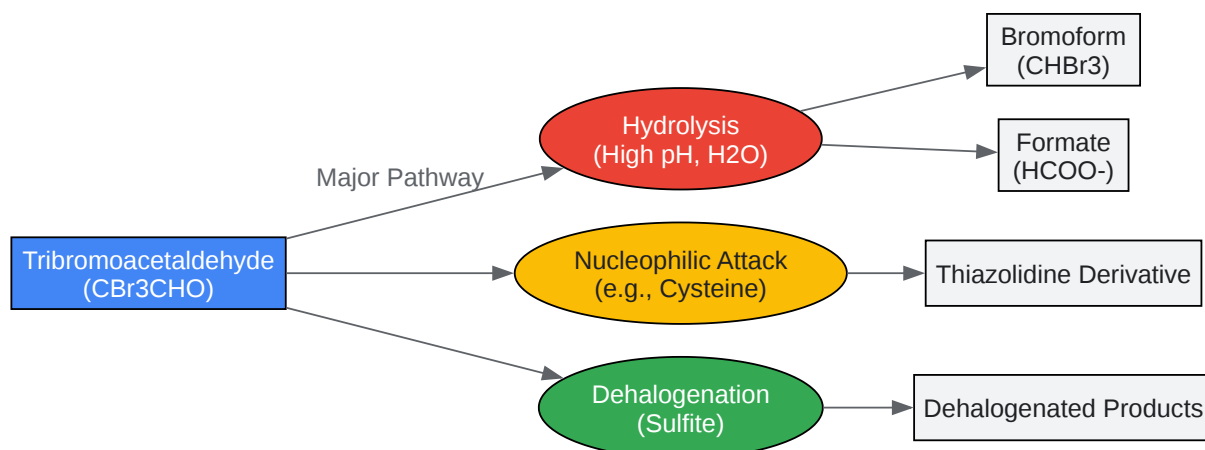 Bromoform
(CHBr3)
Hydrolysis
(High pH, H2O)
Formate
(HCOO-)
Major Pathway
Tribromoacetaldehyde
(CBr3CHO)
Nucleophilic Attack
(e.g., Cysteine)
Thiazolidine Derivative
Dehalogenation
(Sulfite)
Dehalogenated Products